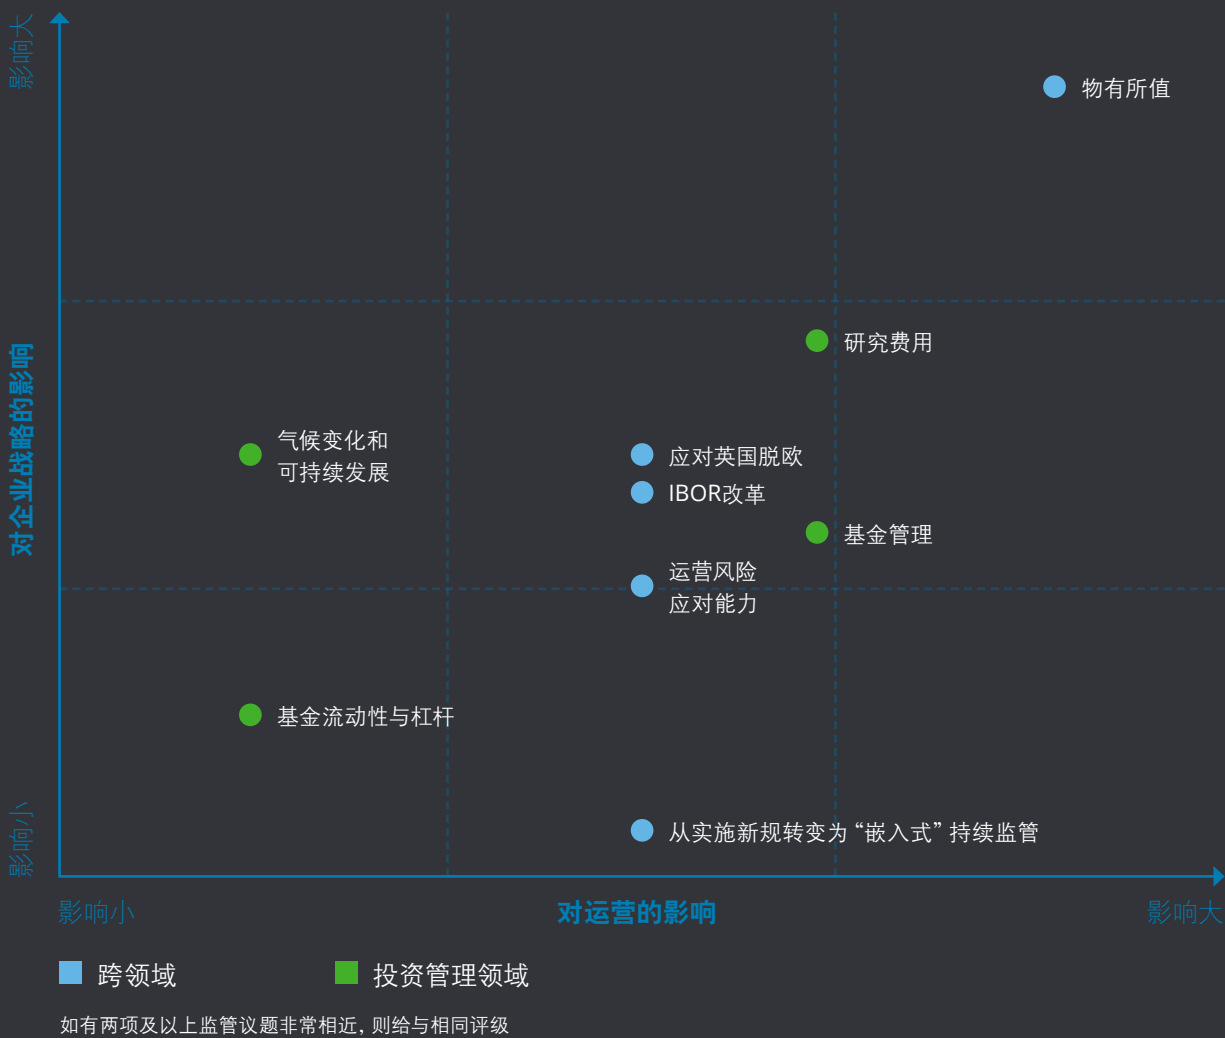 影响大
物有所值
研究费用
对企业战略的影响
气候变化和
可持续发展
应对英国脱欧
IBOR改革
基金管理
运营风险
应对能力
基金流动性与杠杆
从实施新规转变为“嵌入式”持续监管
影响小
影响小
对运营的影响
影响大
跨领域
投资管理领域
如有两项及以上监管议题非常相近，则给与相同评级